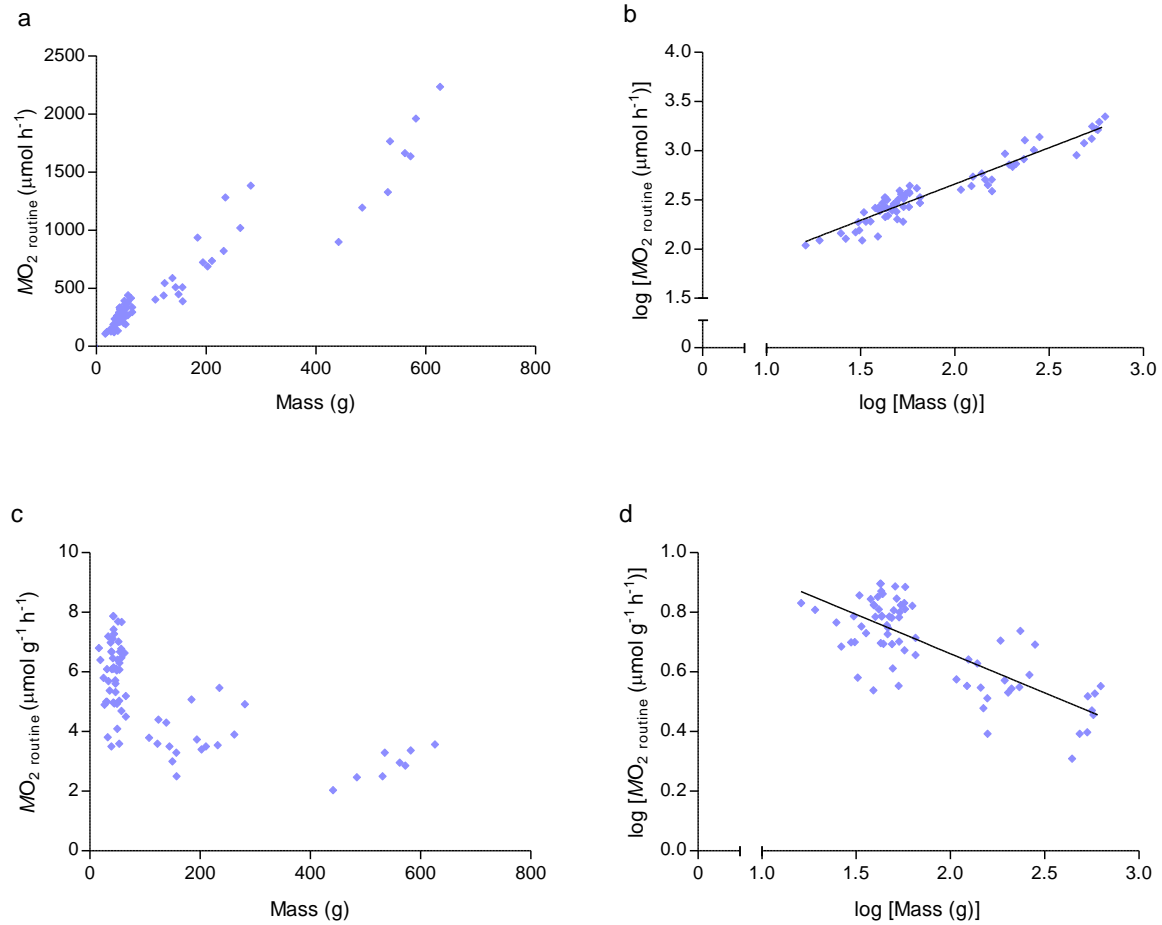 a
2500
2000
1500
1000
500
0
MO₂ routine (μmol h⁻¹)
0 200 400 600 800
Mass (g)
b
4.0
3.5
3.0
2.5
2.0
1.5
0
log [MO₂ routine (μmol h⁻¹)]
0 1.0 1.5 2.0 2.5 3.0
log [Mass (g)]
c
10
8
6
4
2
0
MO₂ routine (μmol g⁻¹ h⁻¹)
0 200 400 600 800
Mass (g)
d
1.0
0.8
0.6
0.4
0.2
0.0
log [MO₂ routine (μmol g⁻¹ h⁻¹)]
0 1.0 1.5 2.0 2.5 3.0
log [Mass (g)]